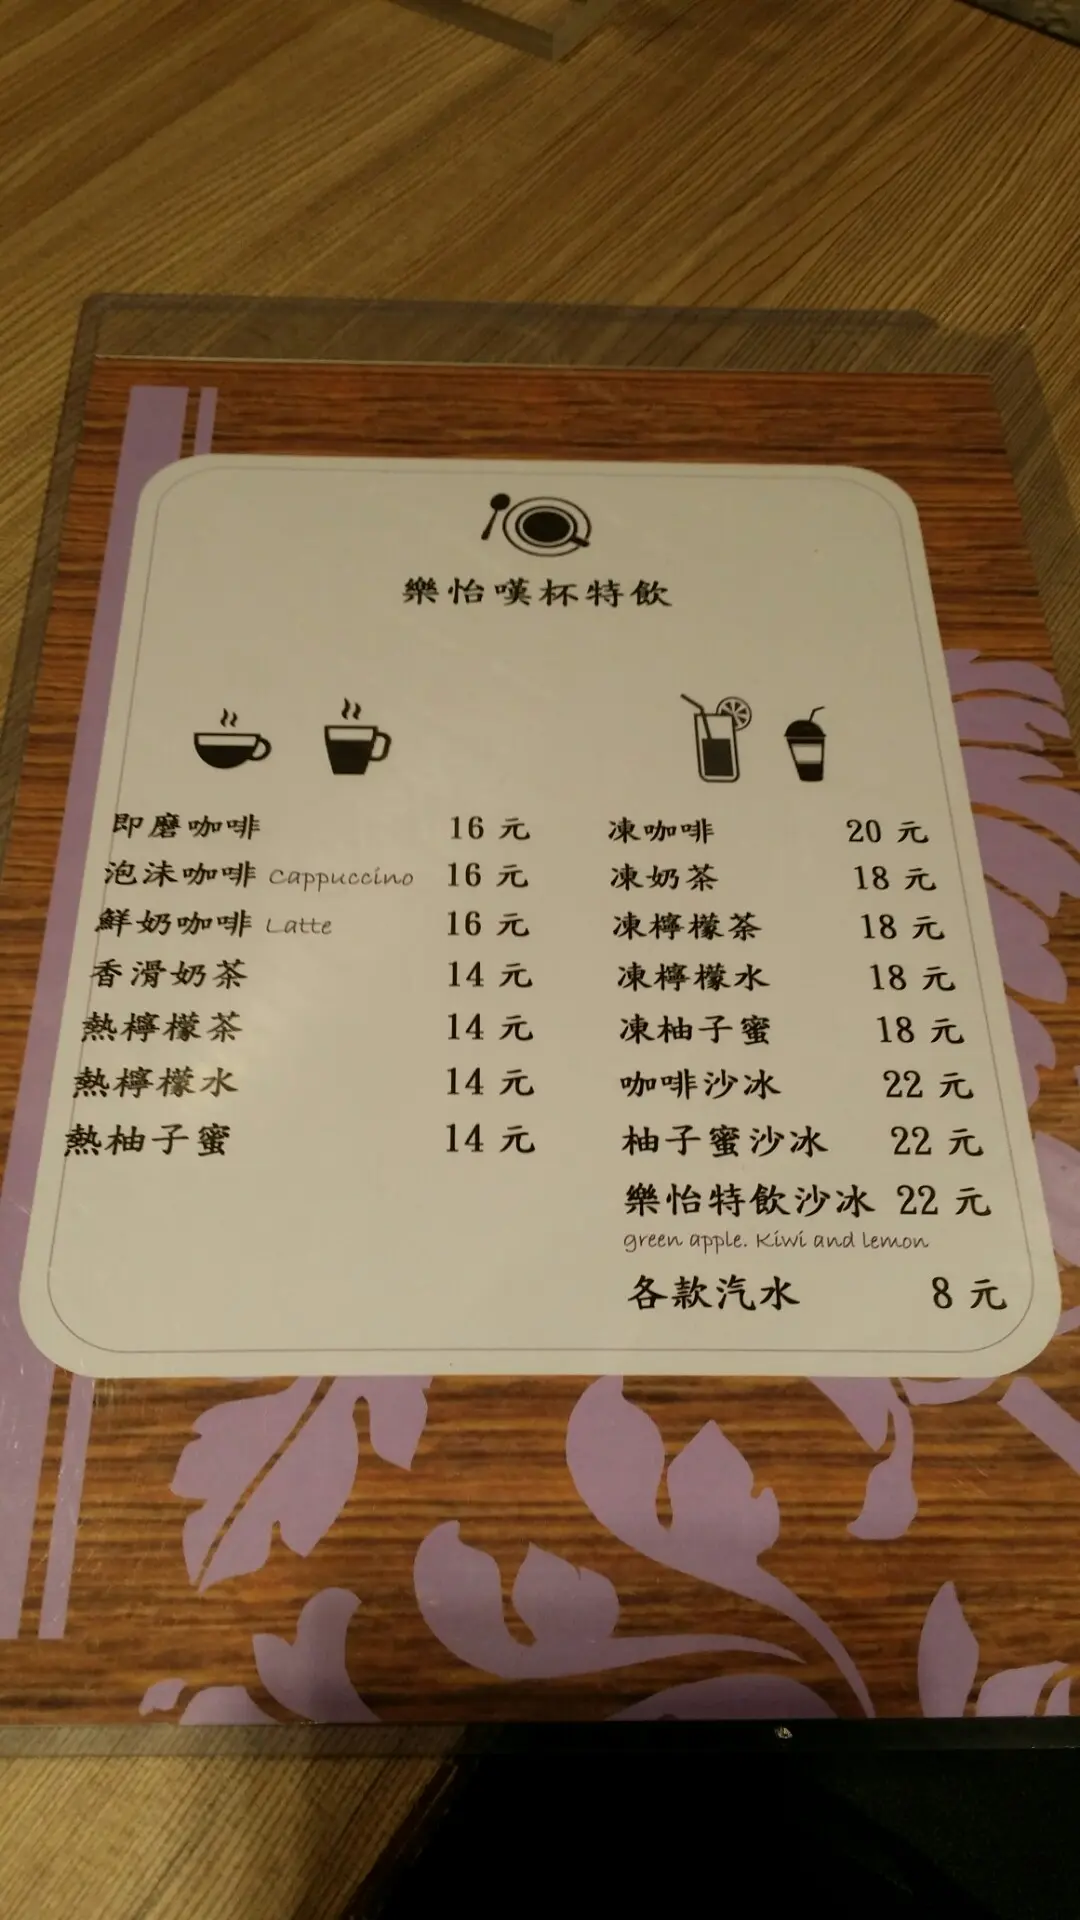 樂怡嘆杯特飲
即磨咖啡 16 元
泡沫咖啡 Cappuccino 16 元
鮮奶咖啡 Latte 16 元
香滑奶茶 14 元
熱檸檬茶 14 元
熱檸檬水 14 元
熱柚子蜜 14 元
凍咖啡 20 元
凍奶茶 18 元
凍檸檬茶 18 元
凍檸檬水 18 元
凍柚子蜜 18 元
咖啡沙冰 22 元
柚子蜜沙冰 22 元
樂怡特飲沙冰 22 元
green apple. Kiwi and lemon
各款汽水 8 元